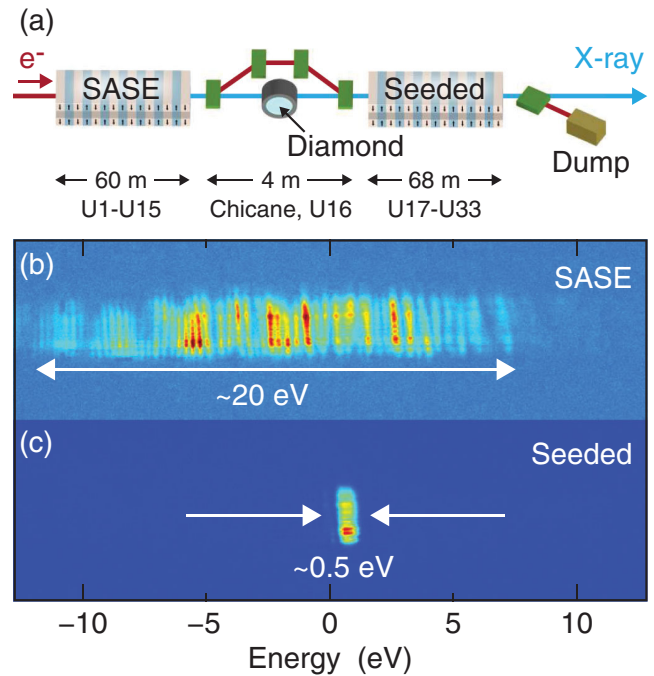 (a)
e⁻
SASE
Seeded
X-ray
Diamond
Dump
60 m
4 m
68 m
U1-U15
Chicane, U16
U17-U33
(b)
SASE
~20 eV
(c)
Seeded
~0.5 eV
−10
−5
0
5
10
Energy (eV)